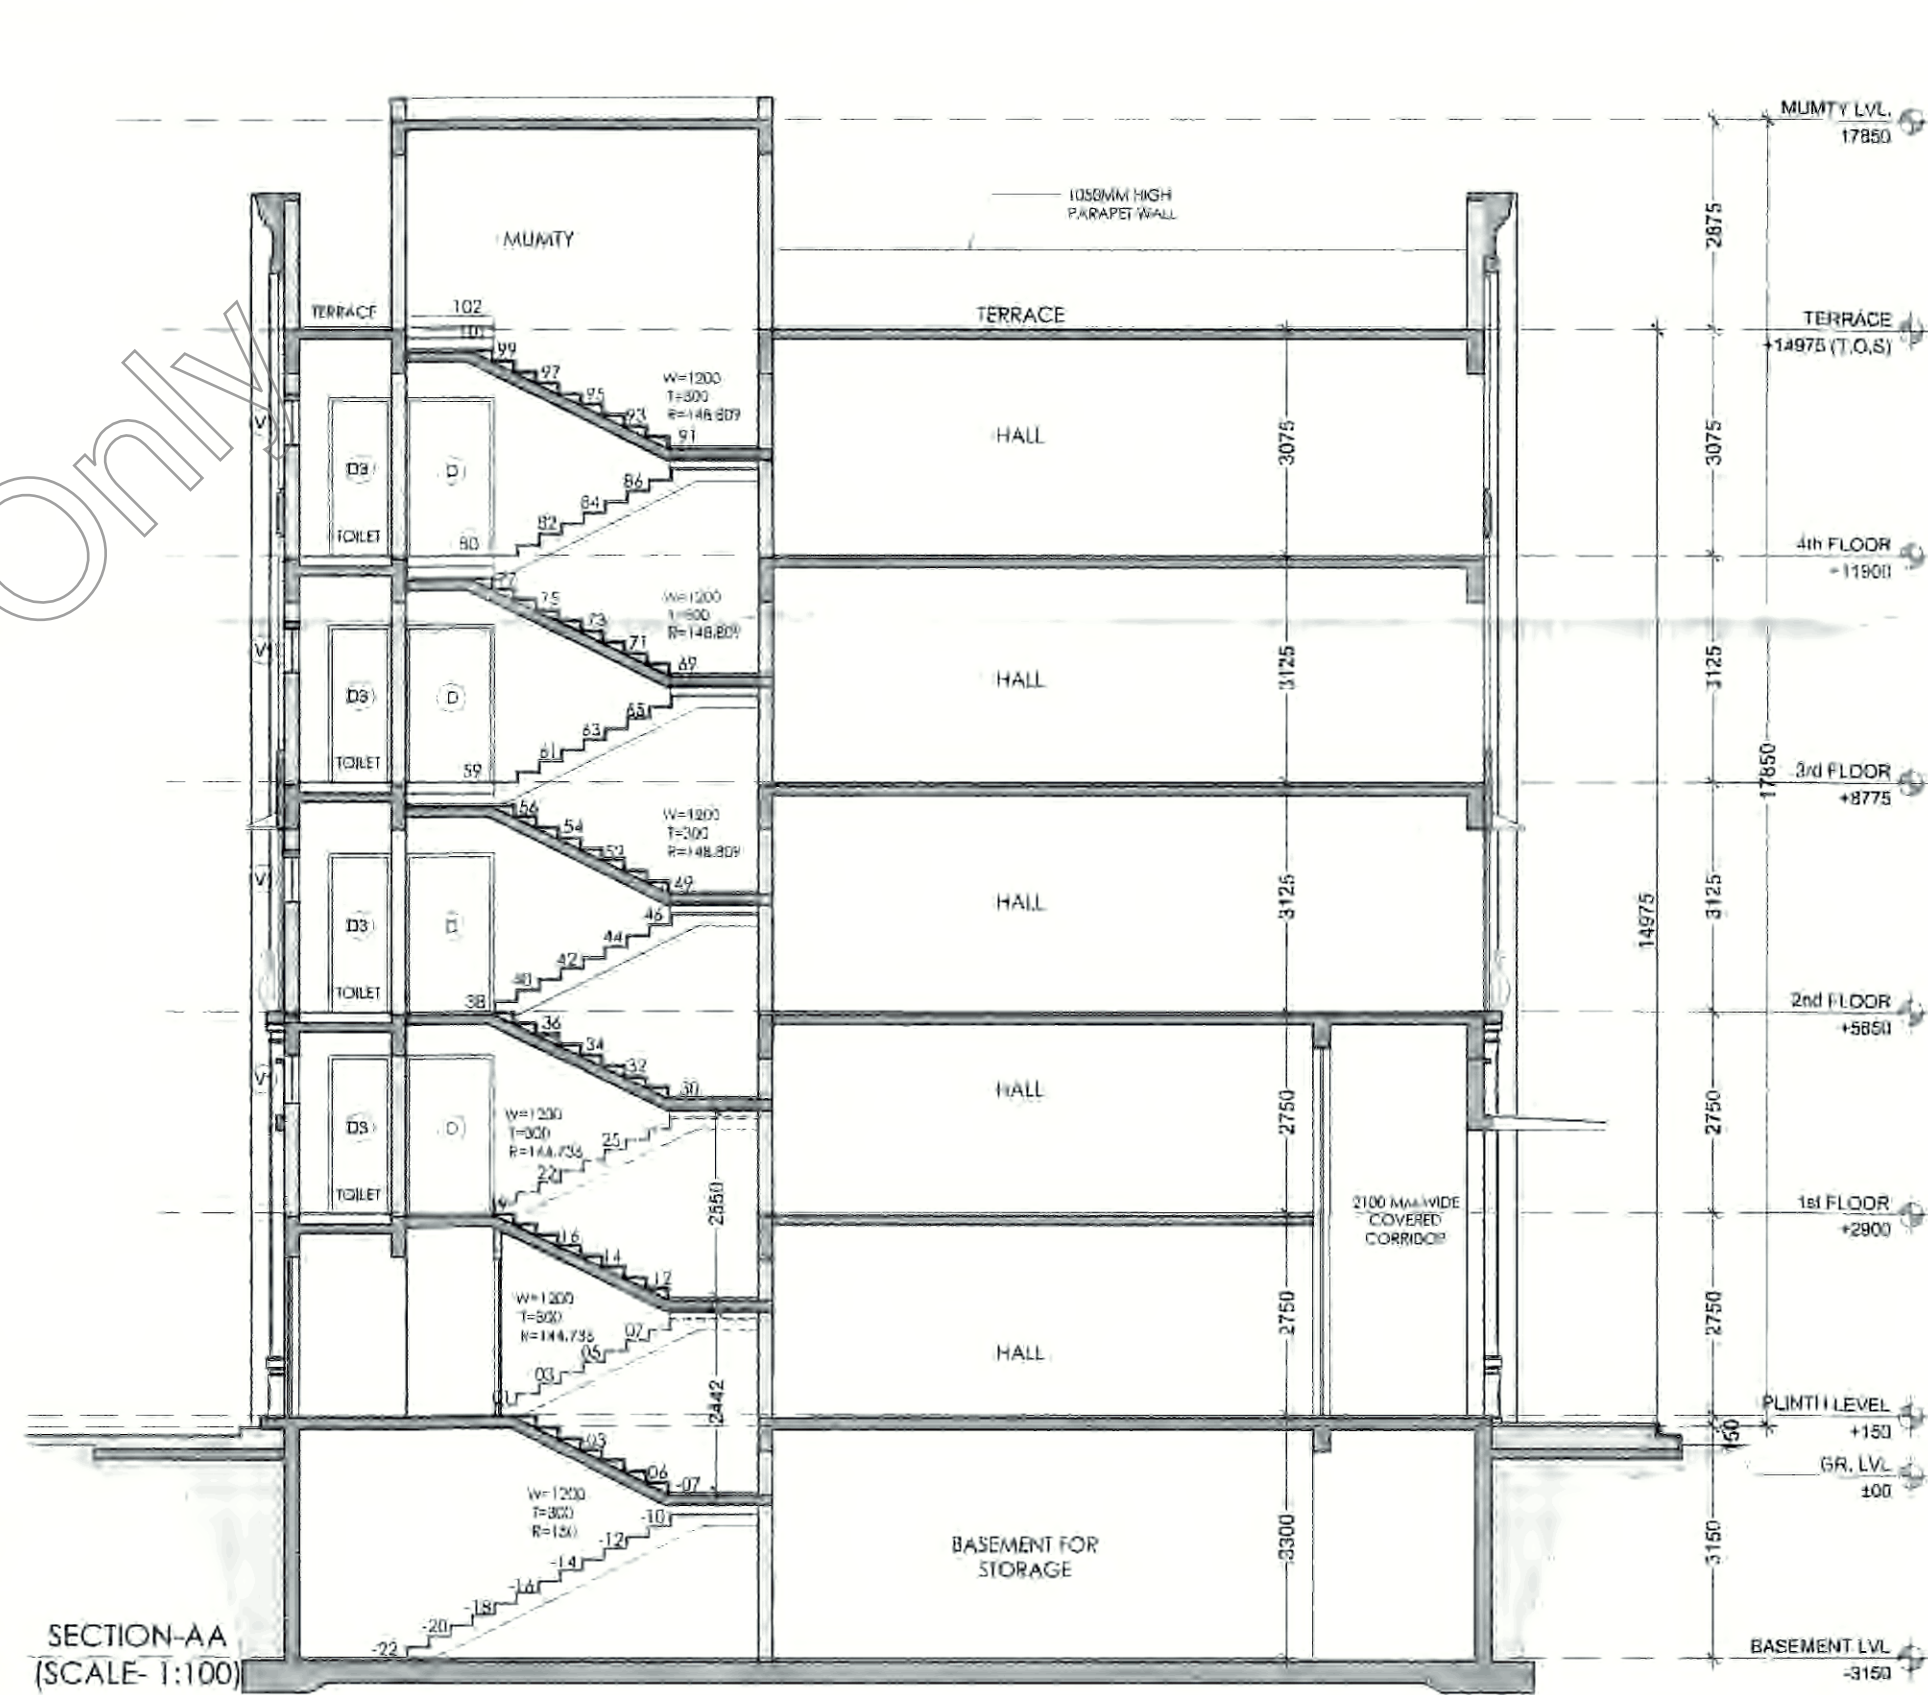 MUMTY LVL.
17850
1050MM HIGH
PARAPET WALL
2875
MUMTY
TERRACE
102
101
TERRACE
TERRACE
+14975 (T.O.S)
99
97
95
93
91
W=1200
T=300
R=148.809
V
HALL
3075
3075
D3
D
86
84
82
80
TOILET
4th FLOOR
+11900
77
75
73
71
69
W=1200
T=300
R=148.809
V
HALL
3125
3125
D3
D
65
63
61
59
TOILET
17850
3rd FLOOR
+8775
56
54
52
49
W=1200
T=300
R=148.809
V
HALL
3125
3125
14975
D3
D
46
44
42
40
38
TOILET
2nd FLOOR
+5650
36
34
32
30
V
HALL
2750
2750
D3
D
W=1200
T=300
R=144.736
25
22
TOILET
2550
2100 MM WIDE
COVERED
CORRIDOR
1st FLOOR
+2900
19
16
14
12
W=1200
T=300
R=144.736
07
05
03
01
HALL
2750
2750
2442
PLINTH LEVEL
+150
150
GR. LVL
±00
-03
-06
-07
W=1200
T=300
R=150
-10
-12
-14
-16
-18
-20
-22
BASEMENT FOR
STORAGE
3300
3150
BASEMENT LVL
-3150
SECTION-AA
(SCALE- 1:100)
Only